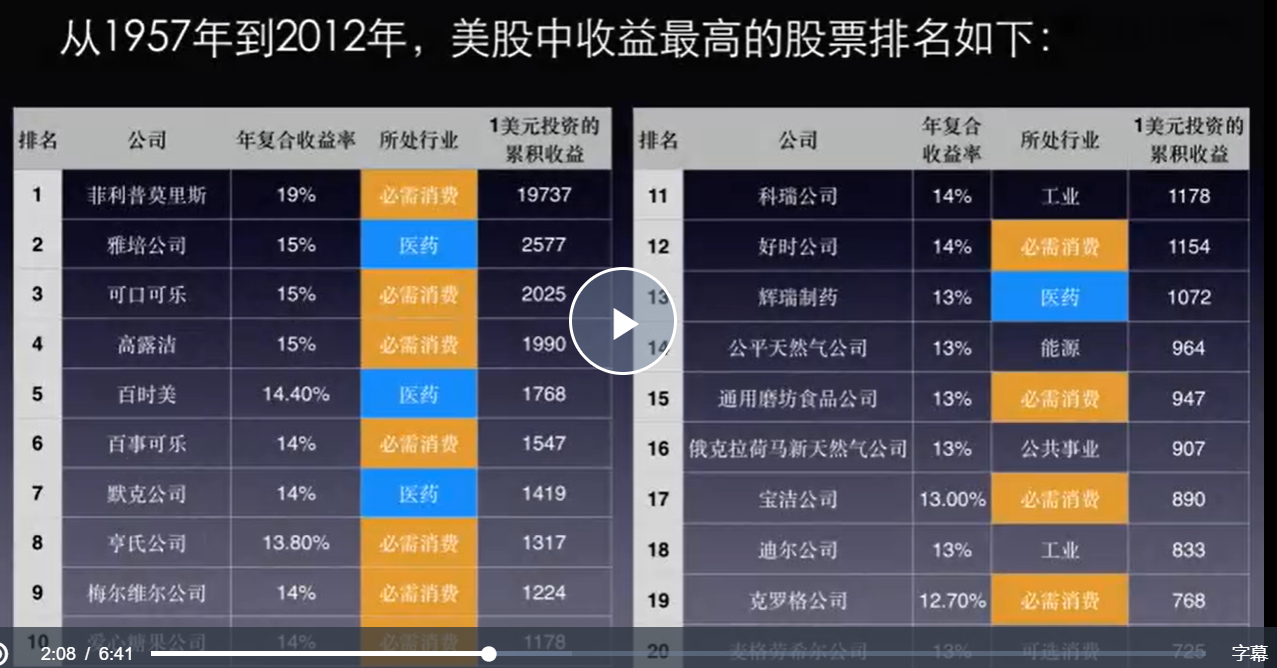 从1957年到2012年，美股中收益最高的股票排名如下：
排名 公司 年复合收益率 所处行业 1美元投资的累积收益
1 菲利普莫里斯 19% 必需消费 19737
2 雅培公司 15% 医药 2577
3 可口可乐 15% 必需消费 2025
4 高露洁 15% 必需消费 1990
5 百时美 14.40% 医药 1768
6 百事可乐 14% 必需消费 1547
7 默克公司 14% 医药 1419
8 亨氏公司 13.80% 必需消费 1317
9 梅尔维尔公司 14% 必需消费 1224
10 爱心糖果公司 14% 必需消费 1178
排名 公司 年复合收益率 所处行业 1美元投资的累积收益
11 科瑞公司 14% 工业 1178
12 好时公司 14% 必需消费 1154
13 辉瑞制药 13% 医药 1072
14 公平天然气公司 13% 能源 964
15 通用磨坊食品公司 13% 必需消费 947
16 俄克拉荷马新天然气公司 13% 公共事业 907
17 宝洁公司 13.00% 必需消费 890
18 迪尔公司 13% 工业 833
19 克罗格公司 12.70% 必需消费 768
20 麦格劳希尔公司 13% 可选消费 725
2:08 / 6:41 字幕